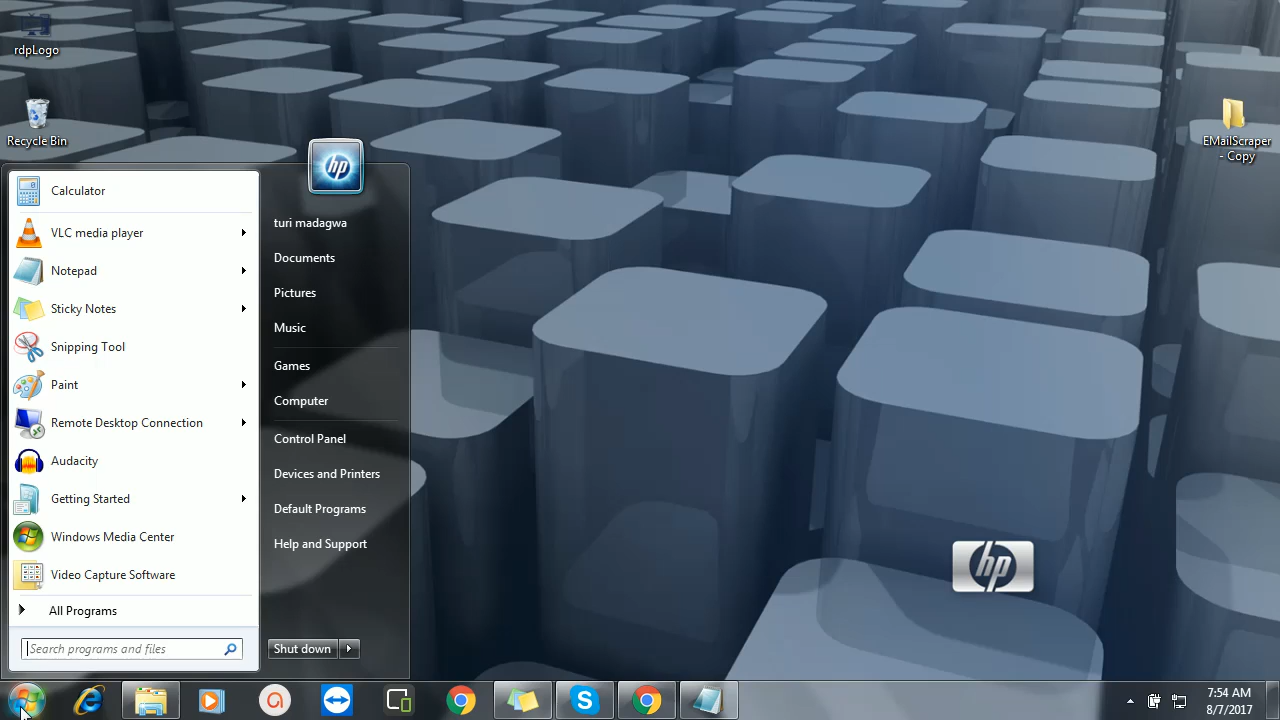 rdpLogo
Recycle Bin
EMailScraper
- Copy
hp
Calculator
VLC media player
Notepad
Sticky Notes
Snipping Tool
Paint
Remote Desktop Connection
Audacity
Getting Started
Windows Media Center
Video Capture Software
All Programs
Search programs and files
turi madagwa
Documents
Pictures
Music
Games
Computer
Control Panel
Devices and Printers
Default Programs
Help and Support
Shut down
hp
7:54 AM
8/7/2017